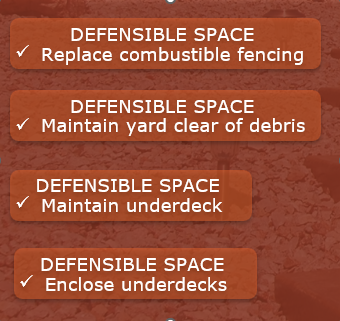 DEFENSIBLE SPACE
✓ Replace combustible fencing
DEFENSIBLE SPACE
✓ Maintain yard clear of debris
DEFENSIBLE SPACE
✓ Maintain underdeck
DEFENSIBLE SPACE
✓ Enclose underdecks